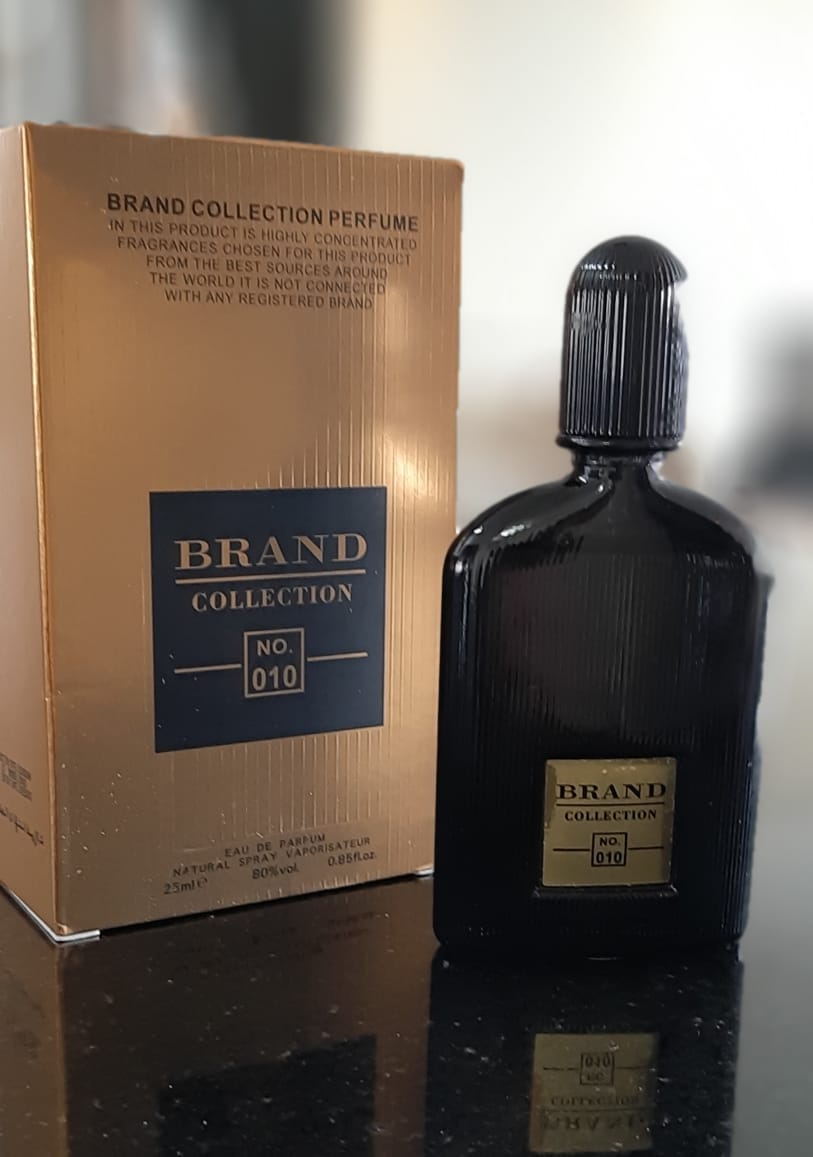 BRAND COLLECTION PERFUME
IN THIS PRODUCT IS HIGHLY CONCENTRATED
FRAGRANCES CHOSEN FOR THIS PRODUCT
FROM THE BEST SOURCES AROUND
THE WORLD IT IS NOT CONNECTED
WITH ANY REGISTERED BRAND
BRAND
COLLECTION
NO.
010
EAU DE PARFUM
NATURAL SPRAY VAPORISATEUR
25ml e 80%vol. 0.85fl.oz.
BRAND
COLLECTION
NO.
010